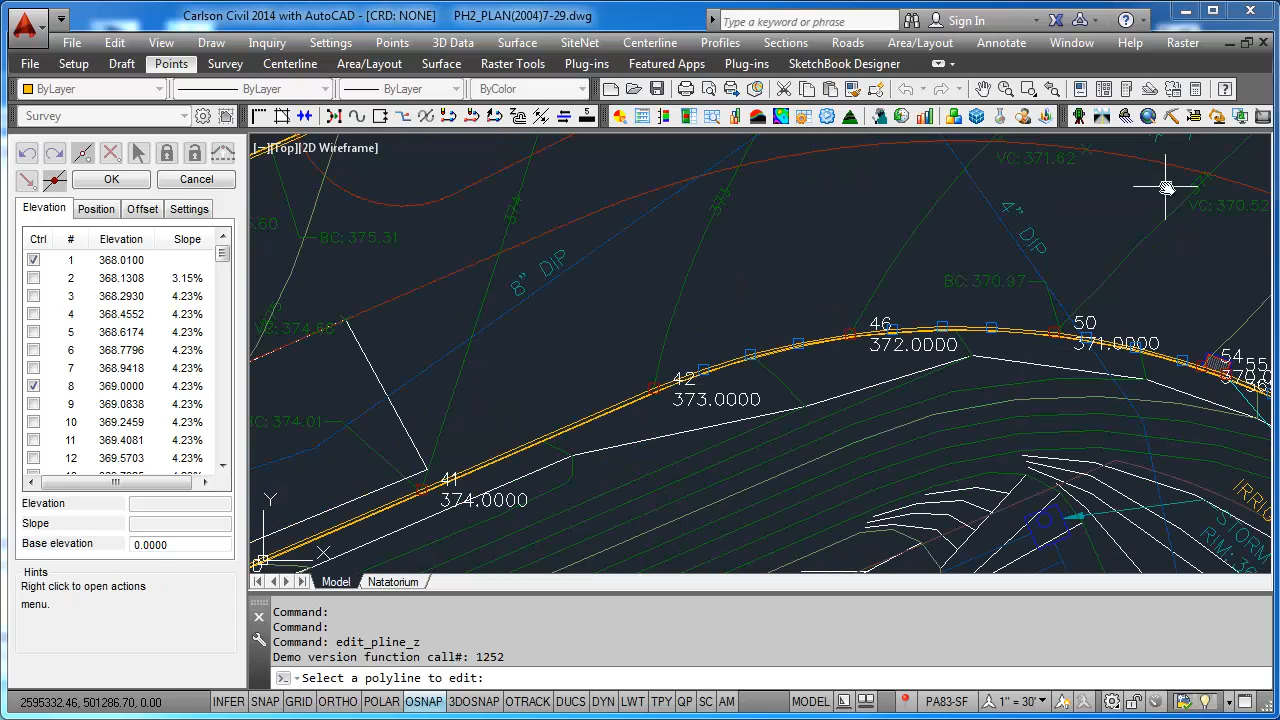 Carlson Civil 2014 with AutoCAD - [CRD: NONE] PH2_PLAN(2004)7-29.dwg
Type a keyword or phrase
Sign In
File Edit View Draw Inquiry Settings Points 3D Data Surface SiteNet Centerline Profiles Sections Roads Area/Layout Annotate Window Help Raster
File Setup Draft Points Survey Centerline Area/Layout Surface Raster Tools Plug-ins Featured Apps Plug-ins SketchBook Designer
ByLayer ByLayer ByLayer ByColor
Survey
[−][Top][2D Wireframe]
OK Cancel
Elevation Position Offset Settings
Ctrl # Elevation Slope
1 368.0100
2 368.1308 3.15%
3 368.2930 4.23%
4 368.4552 4.23%
5 368.6174 4.23%
6 368.7796 4.23%
7 368.9418 4.23%
8 369.0000 4.23%
9 369.0838 4.23%
10 369.2459 4.23%
11 369.4081 4.23%
12 369.5703 4.23%
Elevation
Slope
Base elevation 0.0000
Hints
Right click to open actions
menu.
VC: 371.62
VC: 370.52
BC: 375.31
8" DIP
4" DIP
BC: 370.97
BC: 374.01
374
46
372.0000
50
371.0000
54
55
42
373.0000
41
374.0000
Y
X
Model Natatorium
Command:
Command:
Command: edit_pline_z
Demo version function call#: 1252
Select a polyline to edit:
2595332.46, 501286.70, 0.00 INFER SNAP GRID ORTHO POLAR OSNAP 3DOSNAP OTRACK DUCS DYN LWT TPY QP SC AM MODEL PA83-SF 1" = 30'